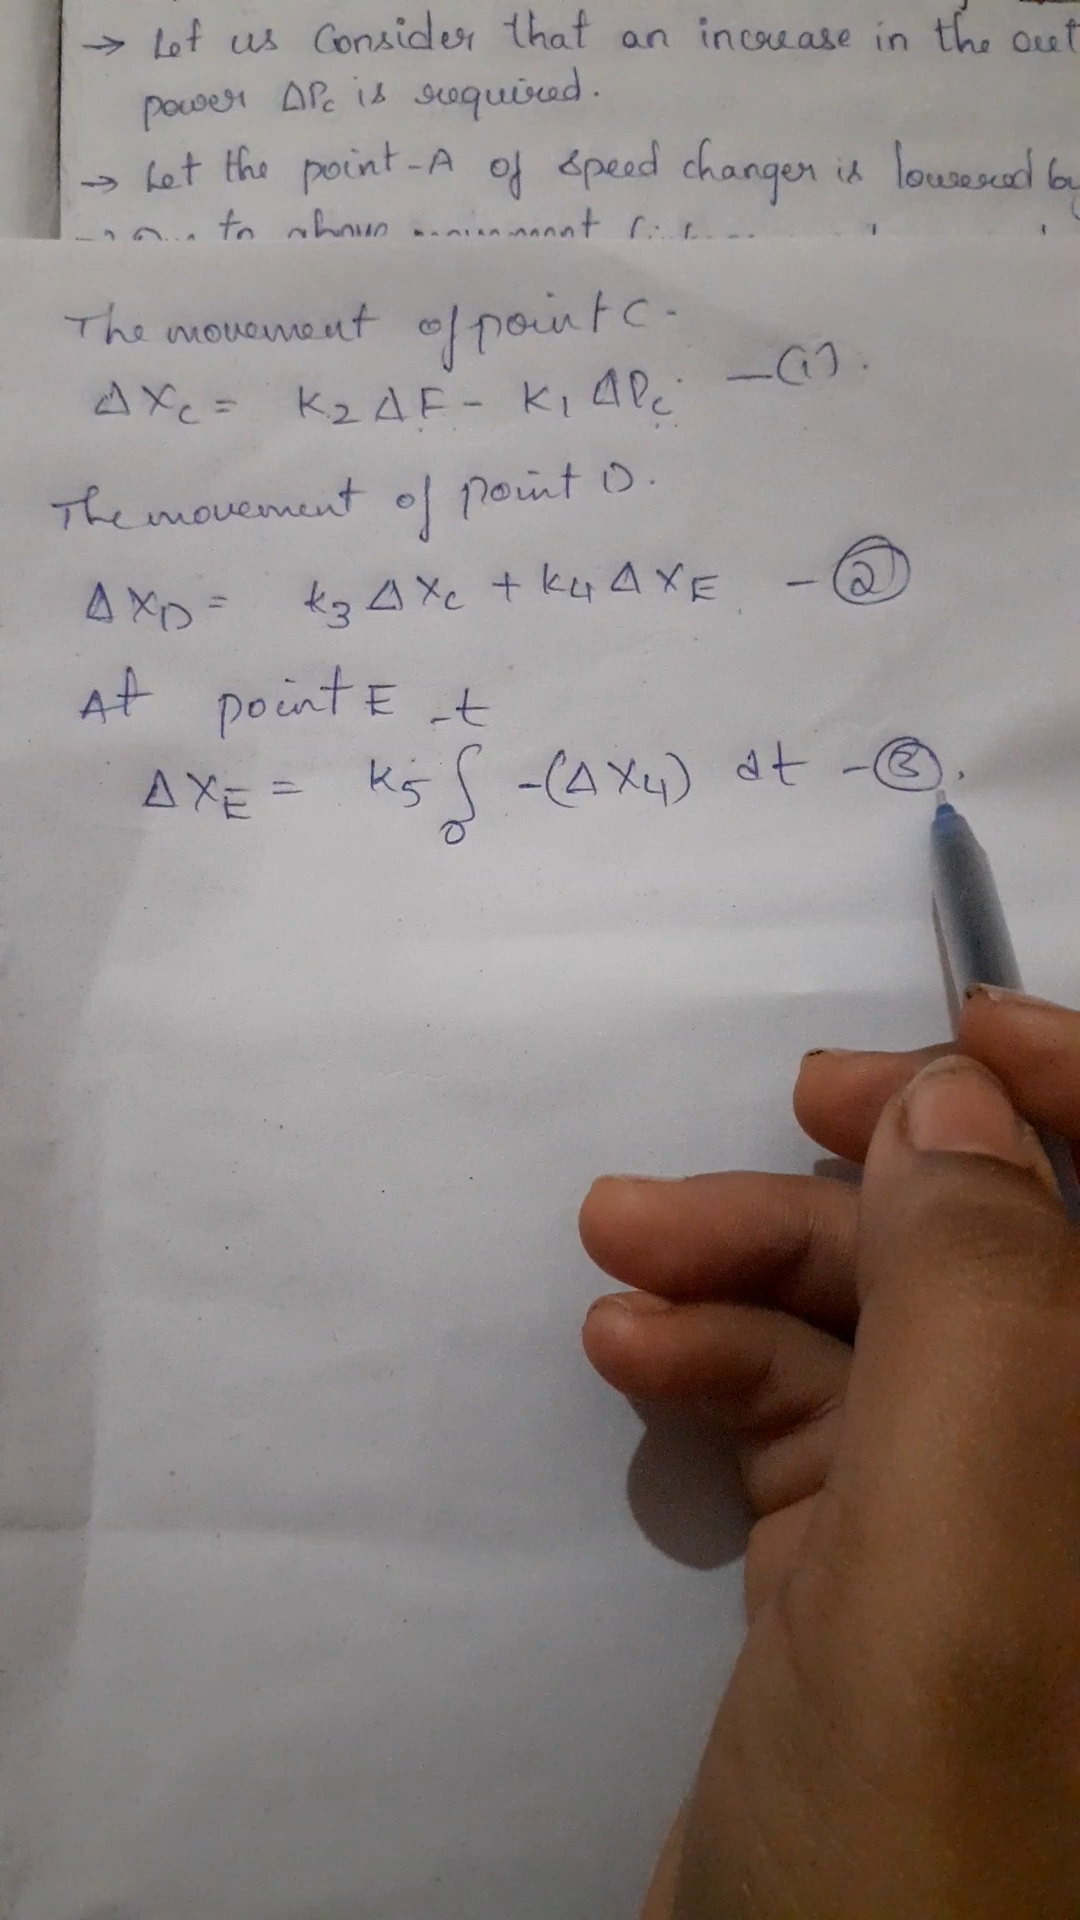 → Let us Consider that an increase in the out
power ΔPc is required.
→ Let the point-A of speed changer is lowered by
to
The movement of point C-
ΔXc = K2 ΔF - K1 ΔPc —(1).
The movement of point D.
ΔXD = k3 ΔXc + k4 ΔXE - ②
At point E
t
ΔXE = K5 ∫ -(ΔX4) dt - ③.
0